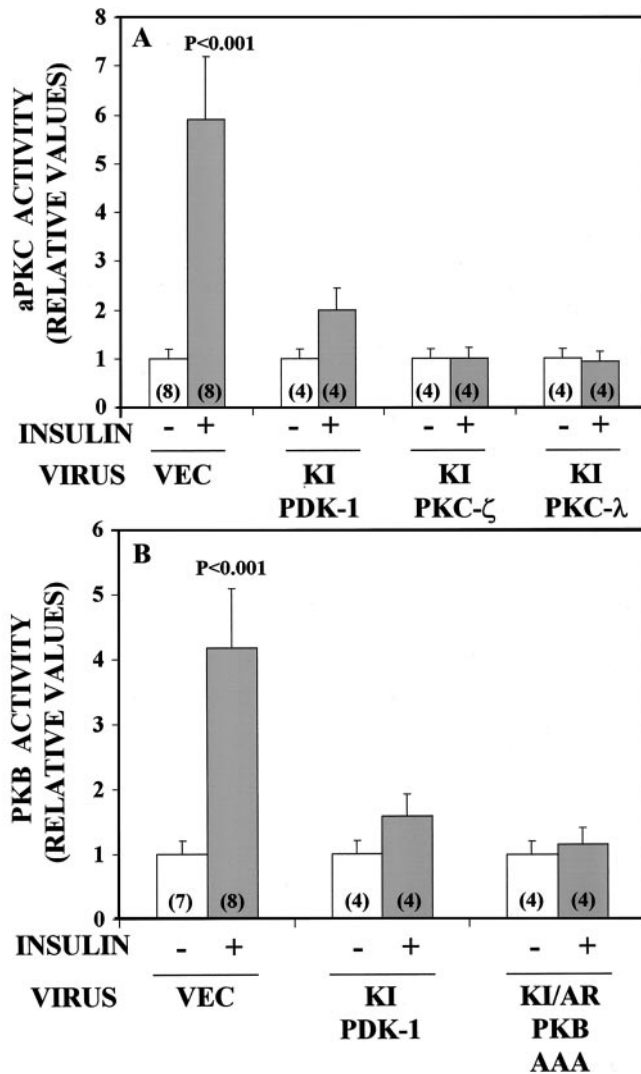 A
P<0.001
aPKC ACTIVITY
(RELATIVE VALUES)
8
7
6
5
4
3
2
1
0
(8) (8) (4) (4) (4) (4) (4) (4)
INSULIN - + - + - + - +
VIRUS VEC KI KI KI
PDK-1 PKC-ζ PKC-λ
B
P<0.001
PKB ACTIVITY
(RELATIVE VALUES)
6
5
4
3
2
1
0
(7) (8) (4) (4) (4) (4)
INSULIN - + - + - +
VIRUS VEC KI KI/AR
PDK-1 PKB
AAA